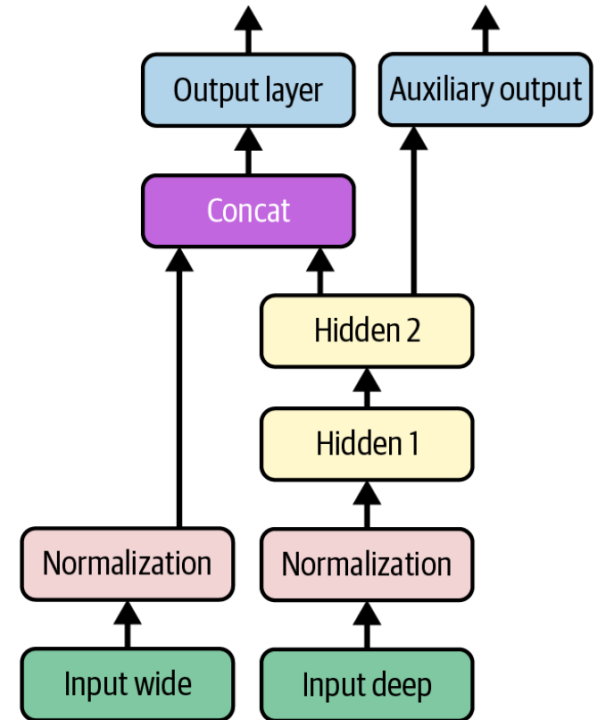 Output layer
Auxiliary output
Concat
Hidden 2
Hidden 1
Normalization
Normalization
Input wide
Input deep